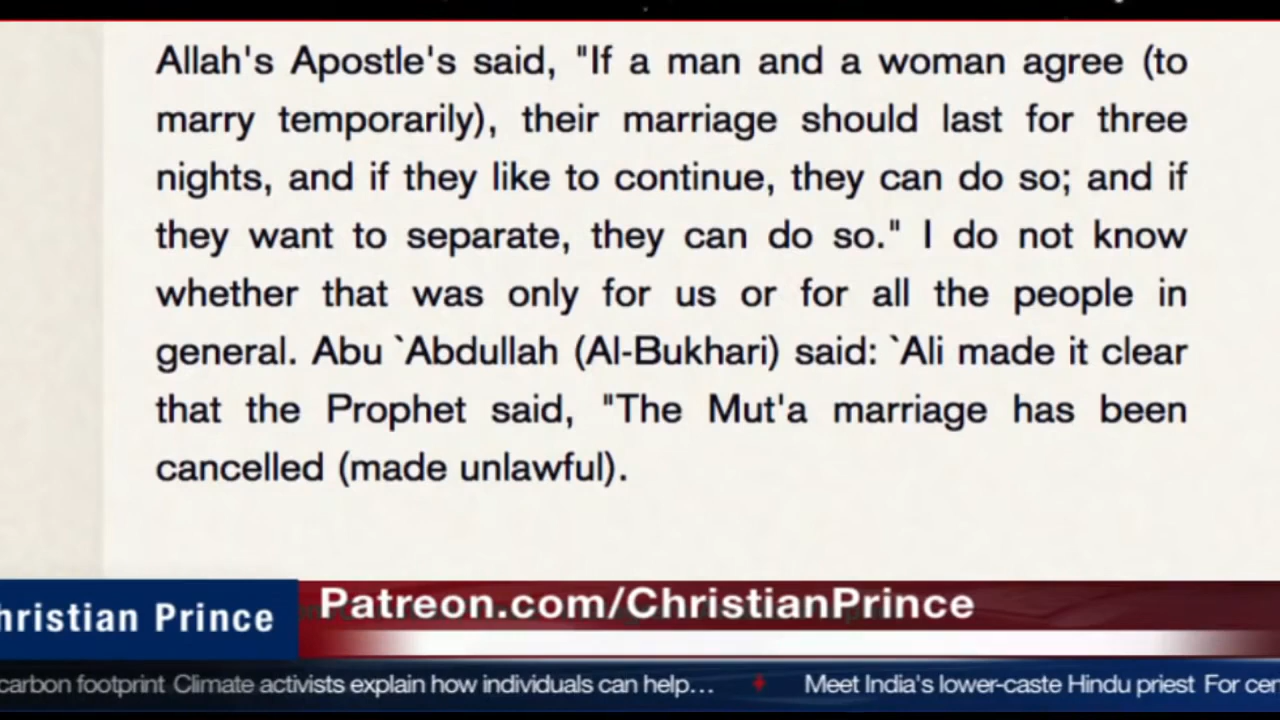 Allah's Apostle's said, "If a man and a woman agree (to
marry temporarily), their marriage should last for three
nights, and if they like to continue, they can do so; and if
they want to separate, they can do so." I do not know
whether that was only for us or for all the people in
general. Abu `Abdullah (Al-Bukhari) said: `Ali made it clear
that the Prophet said, "The Mut'a marriage has been
cancelled (made unlawful).
Patreon.com/ChristianPrince
hristian Prince
carbon footprint Climate activists explain how individuals can help... Meet India's lower-caste Hindu priest For cen